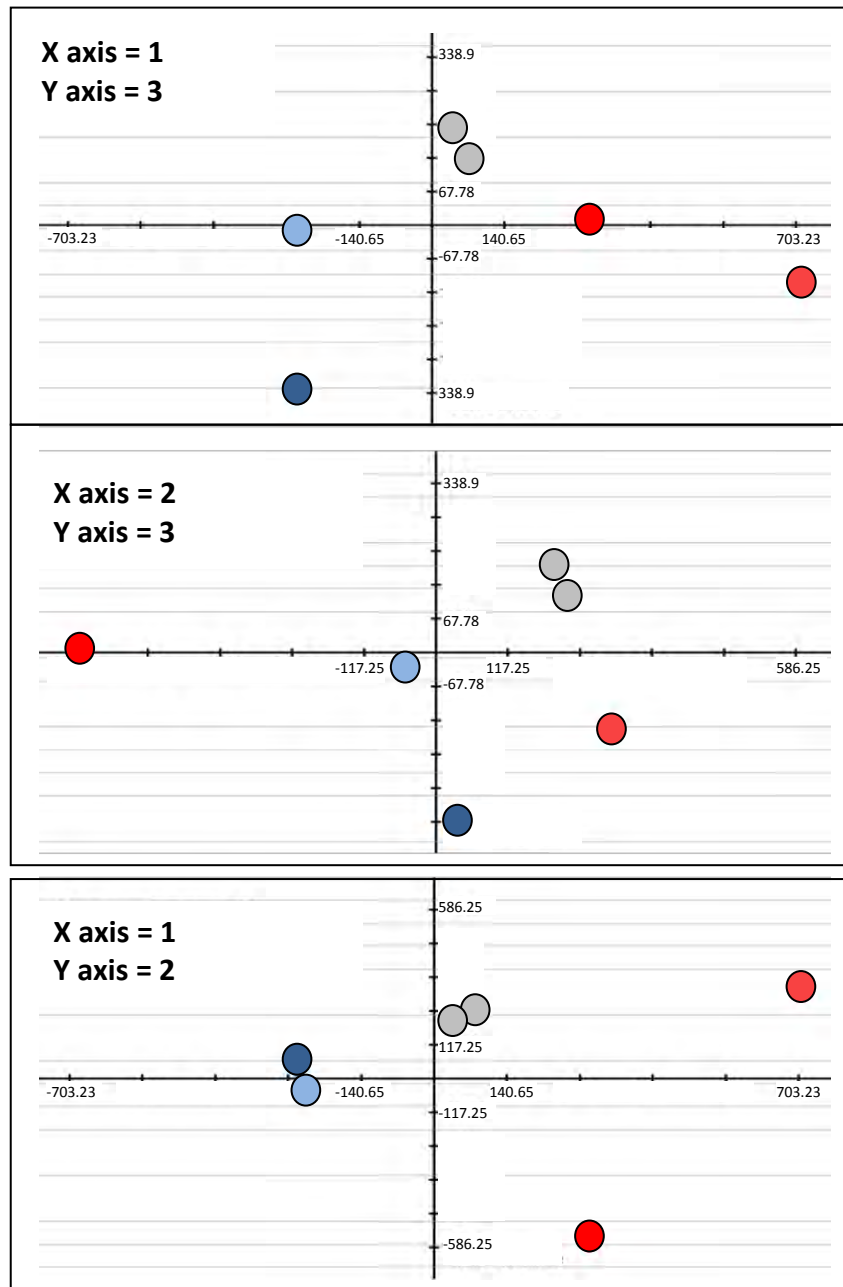 X axis = 1
Y axis = 3
338.9
67.78
-703.23 -140.65 140.65 703.23
-67.78
338.9
X axis = 2
Y axis = 3
338.9
67.78
-117.25 117.25 586.25
-67.78
X axis = 1
Y axis = 2
586.25
117.25
-703.23 -140.65 140.65 703.23
-117.25
-586.25